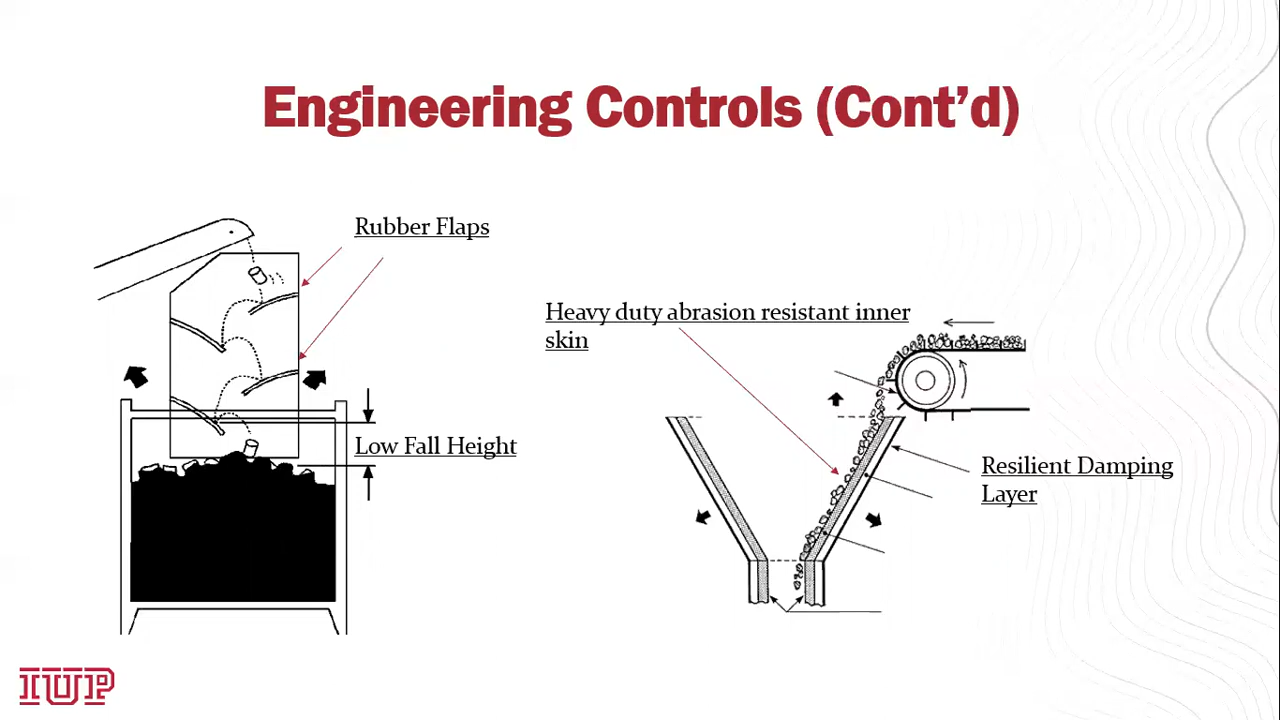 Engineering Controls (Cont’d)
Rubber Flaps
Heavy duty abrasion resistant inner
skin
Low Fall Height
Resilient Damping
Layer
IUP